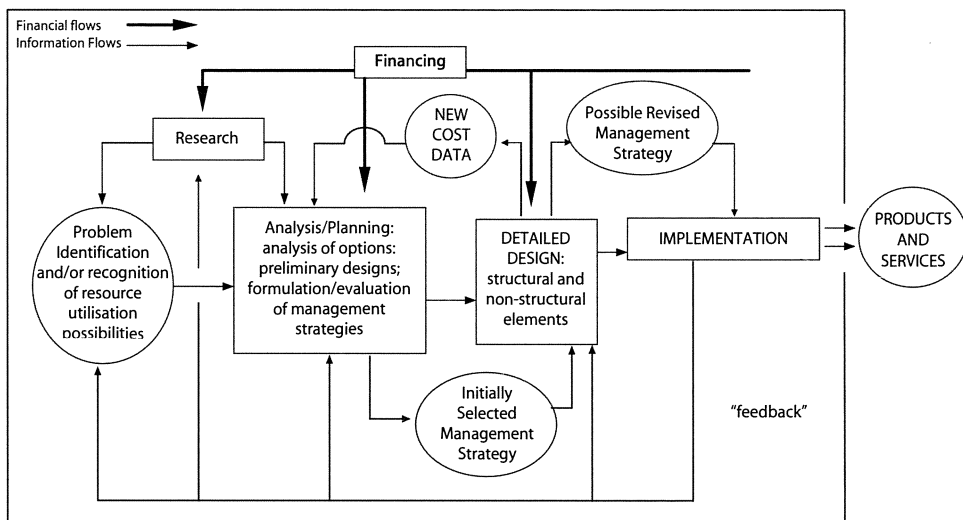 Financial flows
Information Flows
Financing
Research
NEW
COST
DATA
Possible Revised
Management
Strategy
Problem
Identification
and/or recognition
of resource
utilisation
possibilities
Analysis/Planning:
analysis of options:
preliminary designs;
formulation/evaluation
of management
strategies
DETAILED
DESIGN:
structural and
non-structural
elements
IMPLEMENTATION
PRODUCTS
AND
SERVICES
Initially
Selected
Management
Strategy
"feedback"